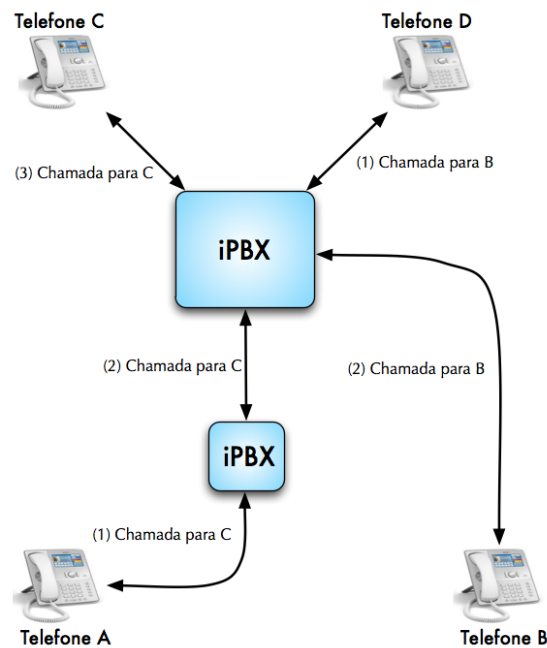 Telefone C
Telefone D
(3) Chamada para C
(1) Chamada para B
iPBX
(2) Chamada para C
(2) Chamada para B
iPBX
(1) Chamada para C
Telefone A
Telefone B